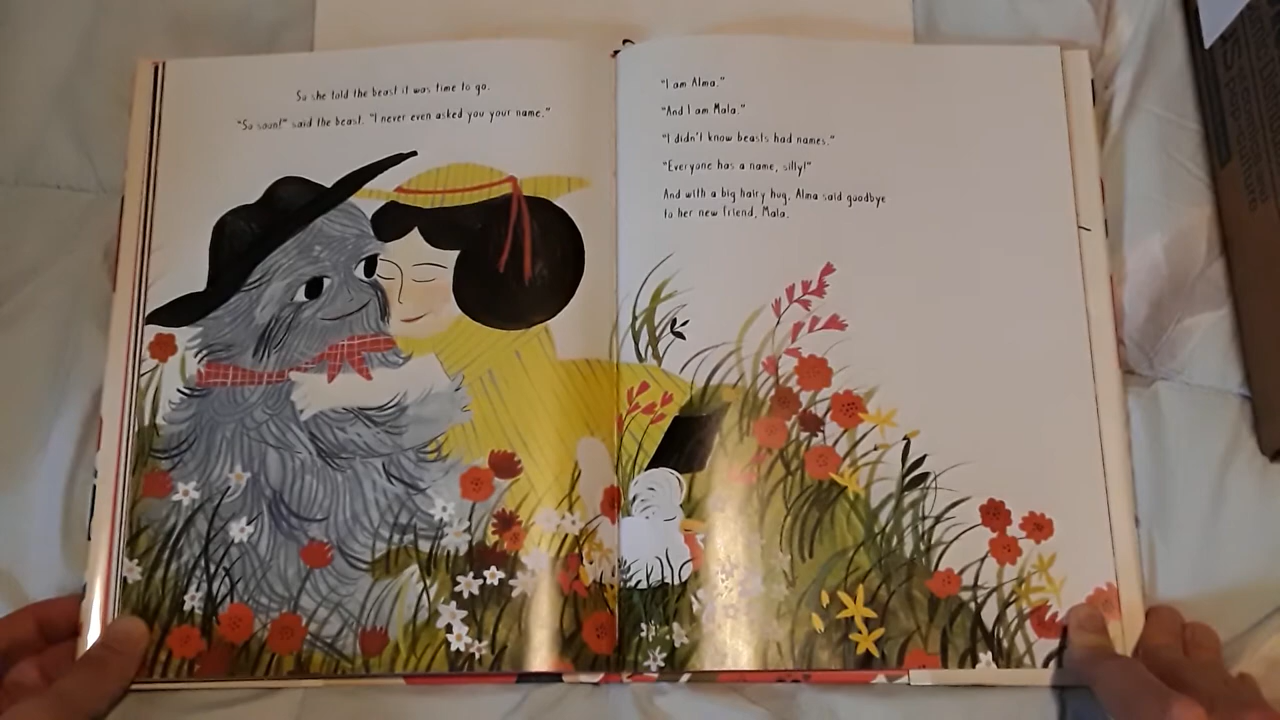 So she told the beast it was time to go.
"So soon!" said the beast. "I never even asked you your name."
"I am Alma."
"And I am Mala."
"I didn't know beasts had names."
"Everyone has a name, silly!"
And with a big hairy hug, Alma said goodbye
to her new friend, Mala.